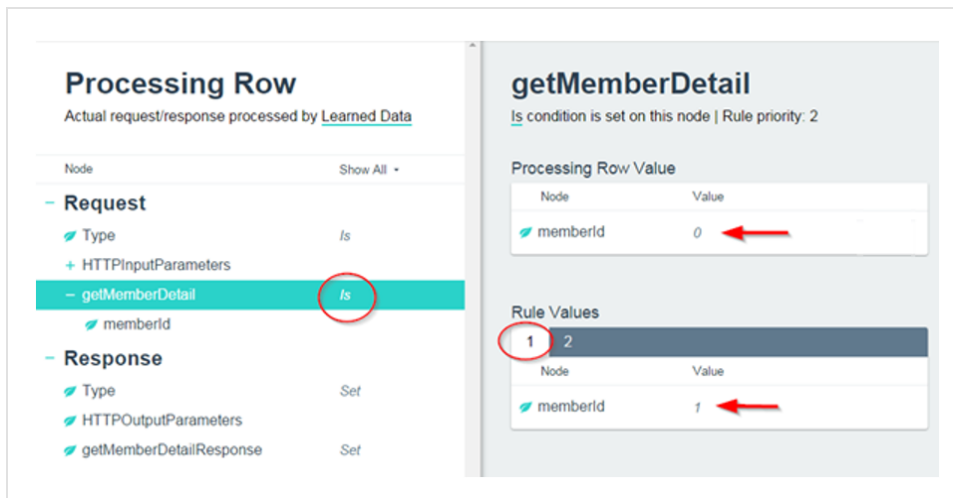 Processing Row
Actual request/response processed by Learned Data
Node Show All
Request
Type Is
HTTPInputParameters
getMemberDetail Is
memberId
Response
Type Set
HTTPOutputParameters
getMemberDetailResponse Set
getMemberDetail
Is condition is set on this node | Rule priority: 2
Processing Row Value
Node Value
memberId 0
Rule Values
1 2
Node Value
memberId 1